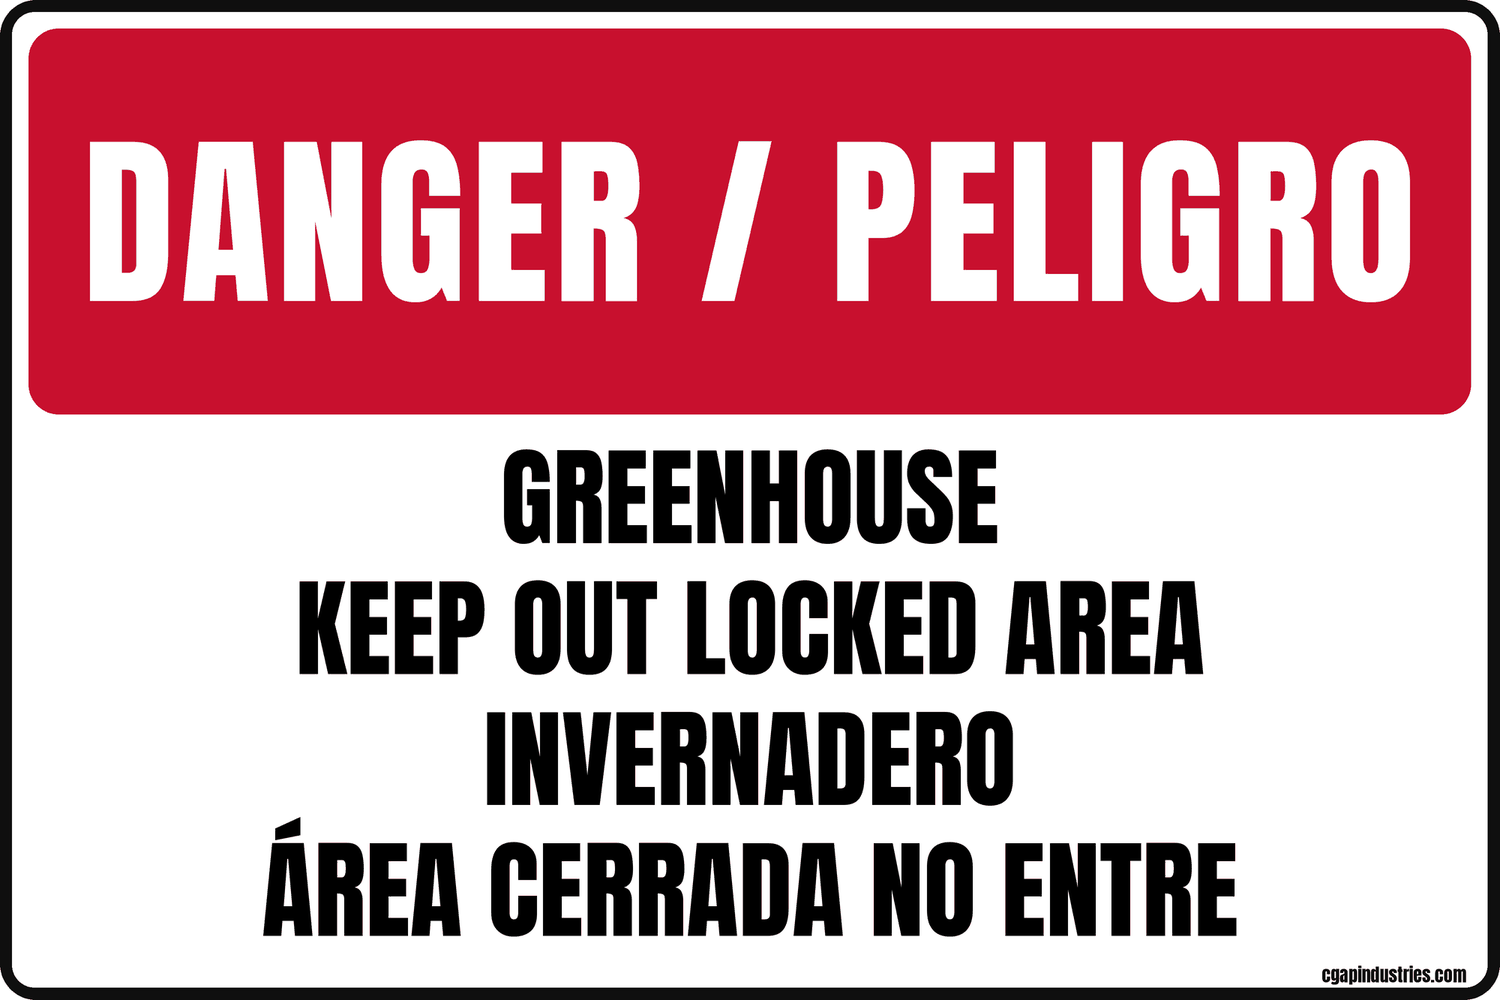 DANGER / PELIGRO
GREENHOUSE
KEEP OUT LOCKED AREA
INVERNADERO
ÁREA CERRADA NO ENTRE
cgapindustries.com